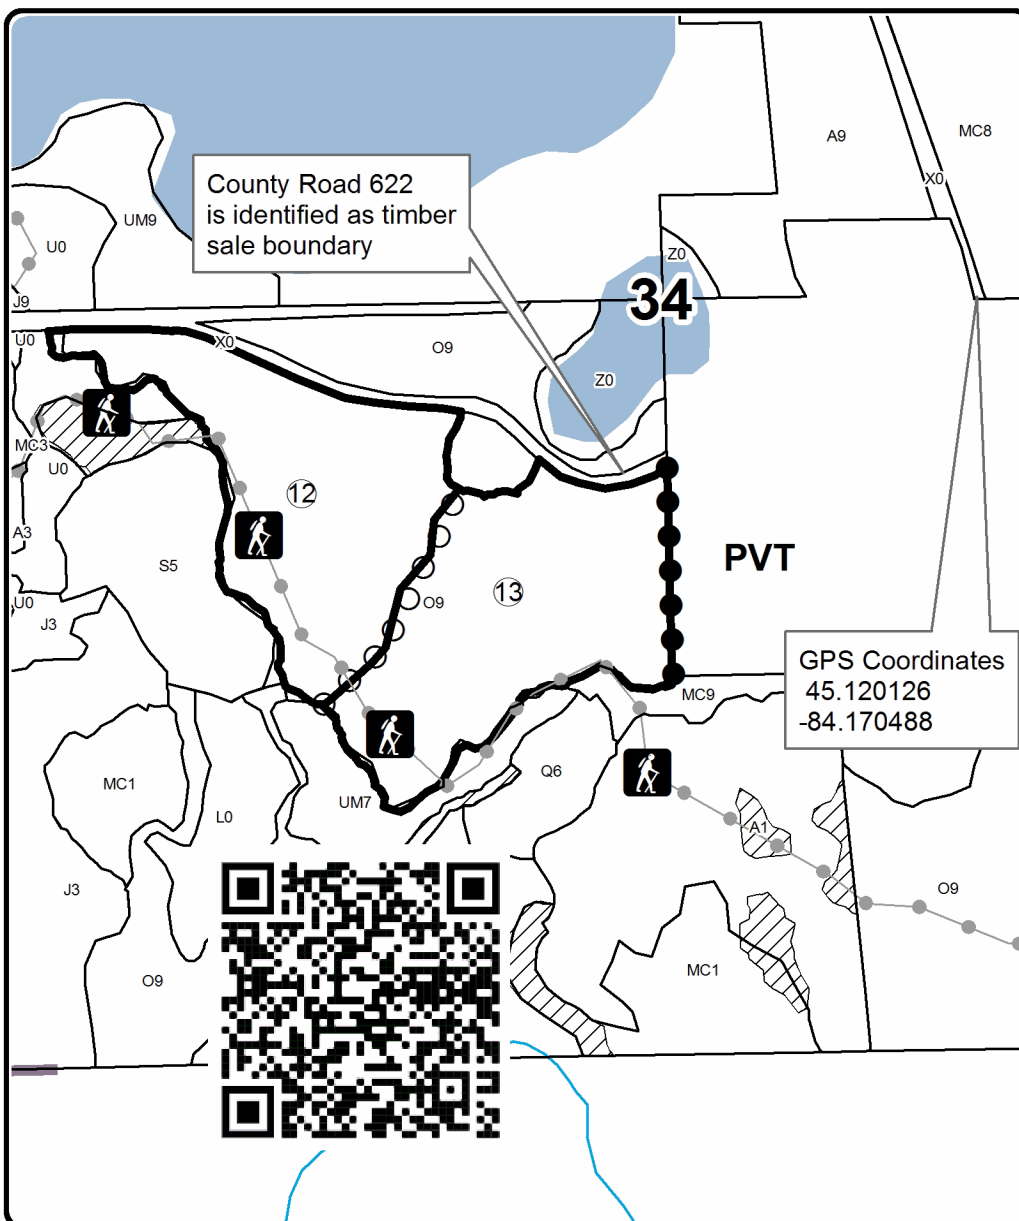 A9
MC8
X0
County Road 622
is identified as timber
sale boundary
UM9
U0
Z0
J9
34
U0
X0
O9
Z0
MC3
U0
12
A3
S5
PVT
U0
J3
O9
13
GPS Coordinates
45.120126
-84.170488
MC9
MC1
Q6
UM7
L0
A1
J3
O9
O9
MC1